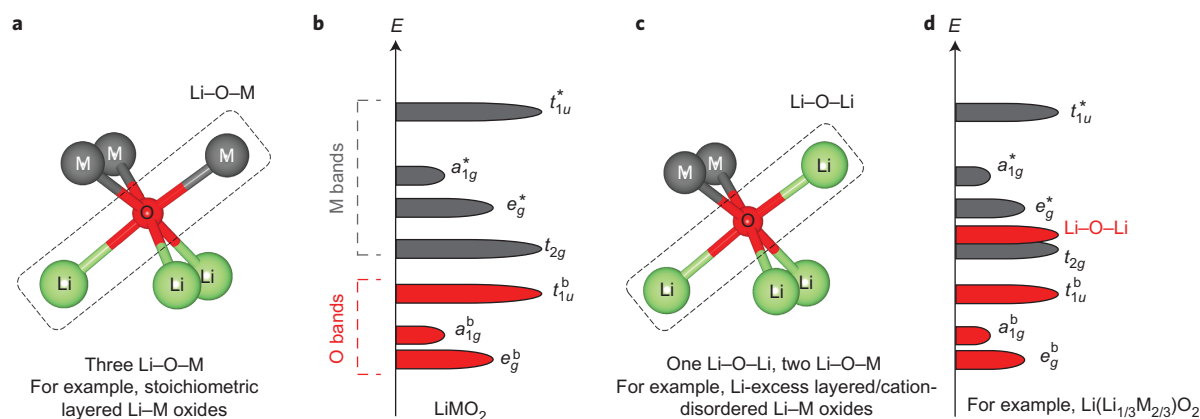 a
Li–O–M
M
M
M
O
Li
Li
Li
Three Li–O–M
For example, stoichiometric
layered Li–M oxides
b
E
M bands
O bands
t*1u
a*1g
e*g
t2g
tb1u
ab1g
ebg
LiMO2
c
Li–O–Li
M
M
Li
O
Li
Li
Li
One Li–O–Li, two Li–O–M
For example, Li-excess layered/cation-
disordered Li–M oxides
d
E
t*1u
a*1g
e*g
Li–O–Li
t2g
tb1u
ab1g
ebg
For example, Li(Li1/3M2/3)O2